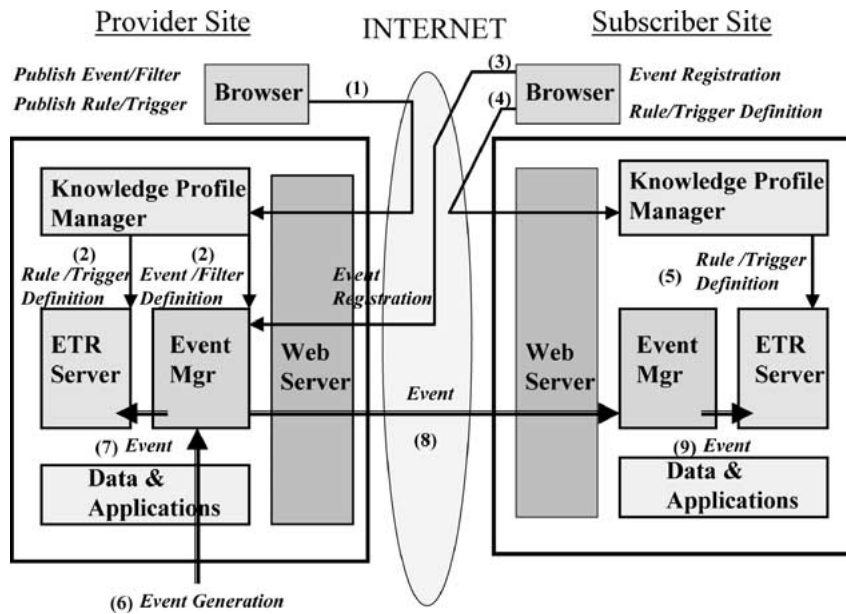 Provider Site
INTERNET
Subscriber Site
Publish Event/Filter
Publish Rule/Trigger
Browser
(1)
(3)
(4)
Browser
Event Registration
Rule/Trigger Definition
Knowledge Profile
Manager
Knowledge Profile
Manager
(2)
(2)
Rule /Trigger
Definition
Event /Filter
Definition
Event
Registration
(5)
Rule /Trigger
Definition
ETR
Server
Event
Mgr
Web
Server
Web
Server
Event
Mgr
ETR
Server
Event
(7) Event
(8)
(9) Event
Data &
Applications
Data &
Applications
(6) Event Generation